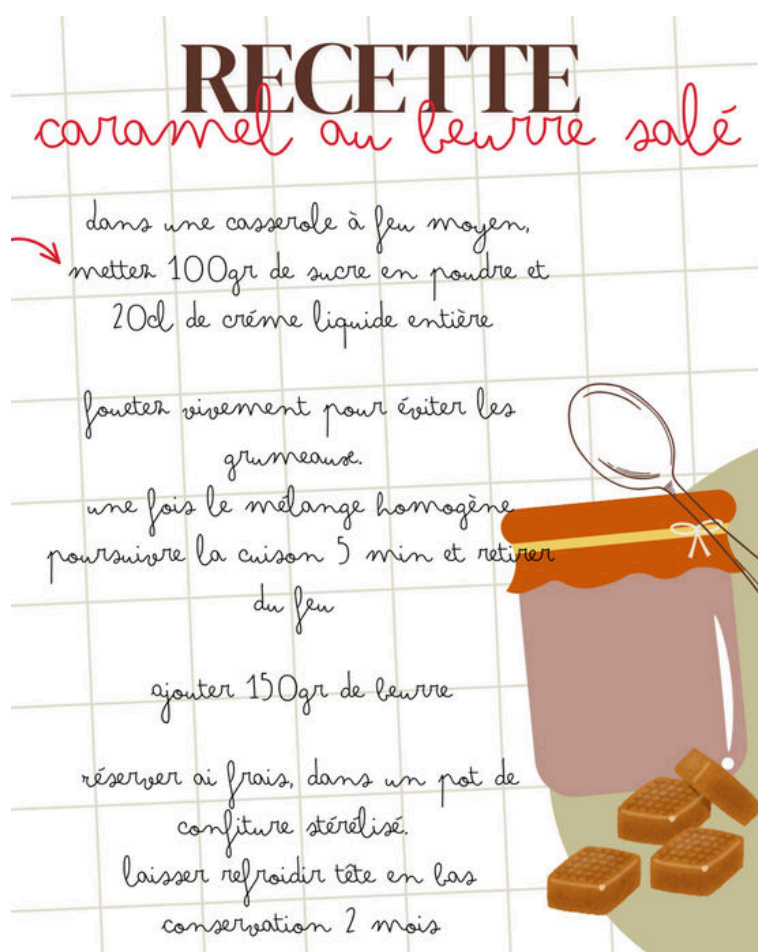 RECETTE
caramel au beurre salé
dans une casserole à feu moyen,
mettez 100gr de sucre en poudre et
20cl de créme liquide entière
fouetez vivement pour éviter les
grumeause.
une fois le mélange homogène
poursuivre la cuison 5 min et retirer
du feu
ajouter 150gr de beurre
réserver ai frais, dans un pot de
confiture stérélisé.
laisser refroidir tête en bas
conservation 2 mois